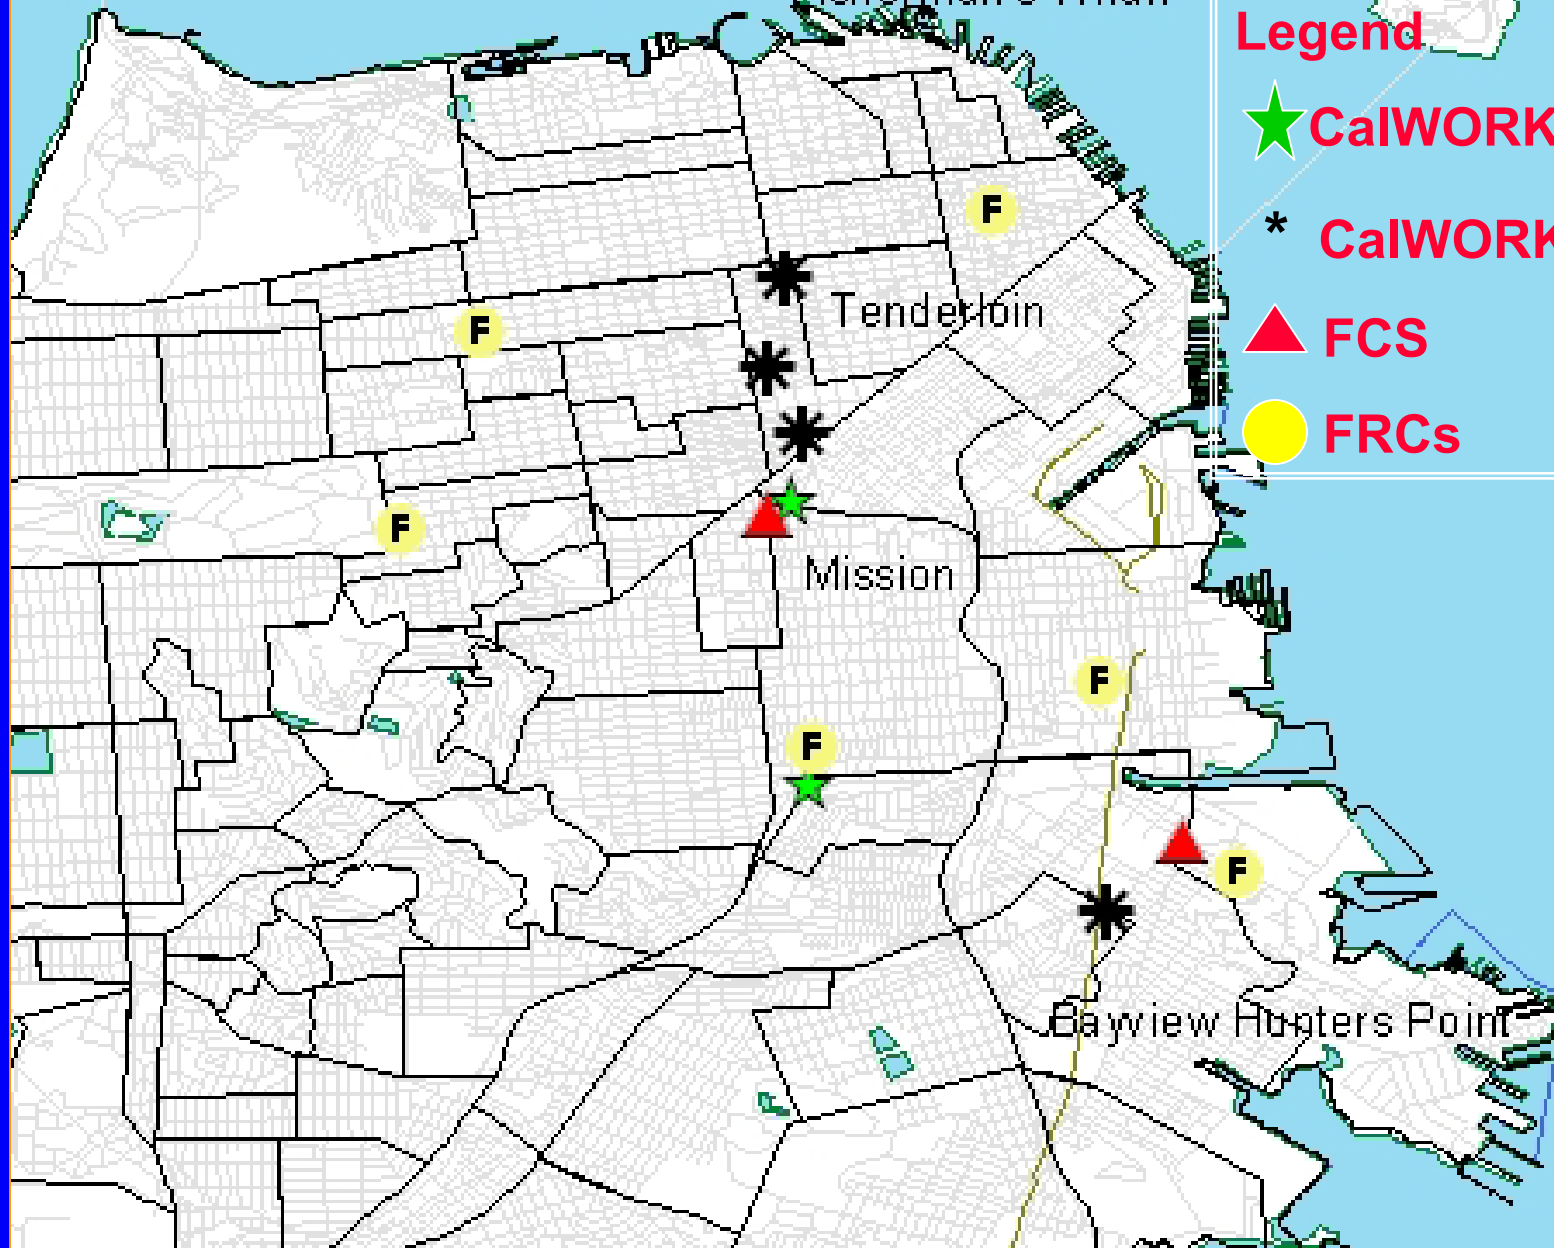 Legend
CalWORK
* CalWORK
FCS
FRCs
F
Tenderloin
F
F
Mission
F
F
F
Bayview Hunters Point